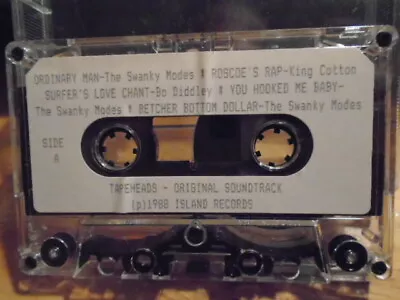 ORDINARY MAN-The Swanky Modes * ROSCOE'S RAP-King Cotton
SURFER'S LOVE CHANT-Bo Diddley * YOU HOOKED ME BABY-
The Swanky Modes * BETCHER BOTTOM DOLLAR-The Swanky Modes
SIDE
A
TAPEHEADS - ORIGINAL SOUNDTRACK
(p)1988 ISLAND RECORDS